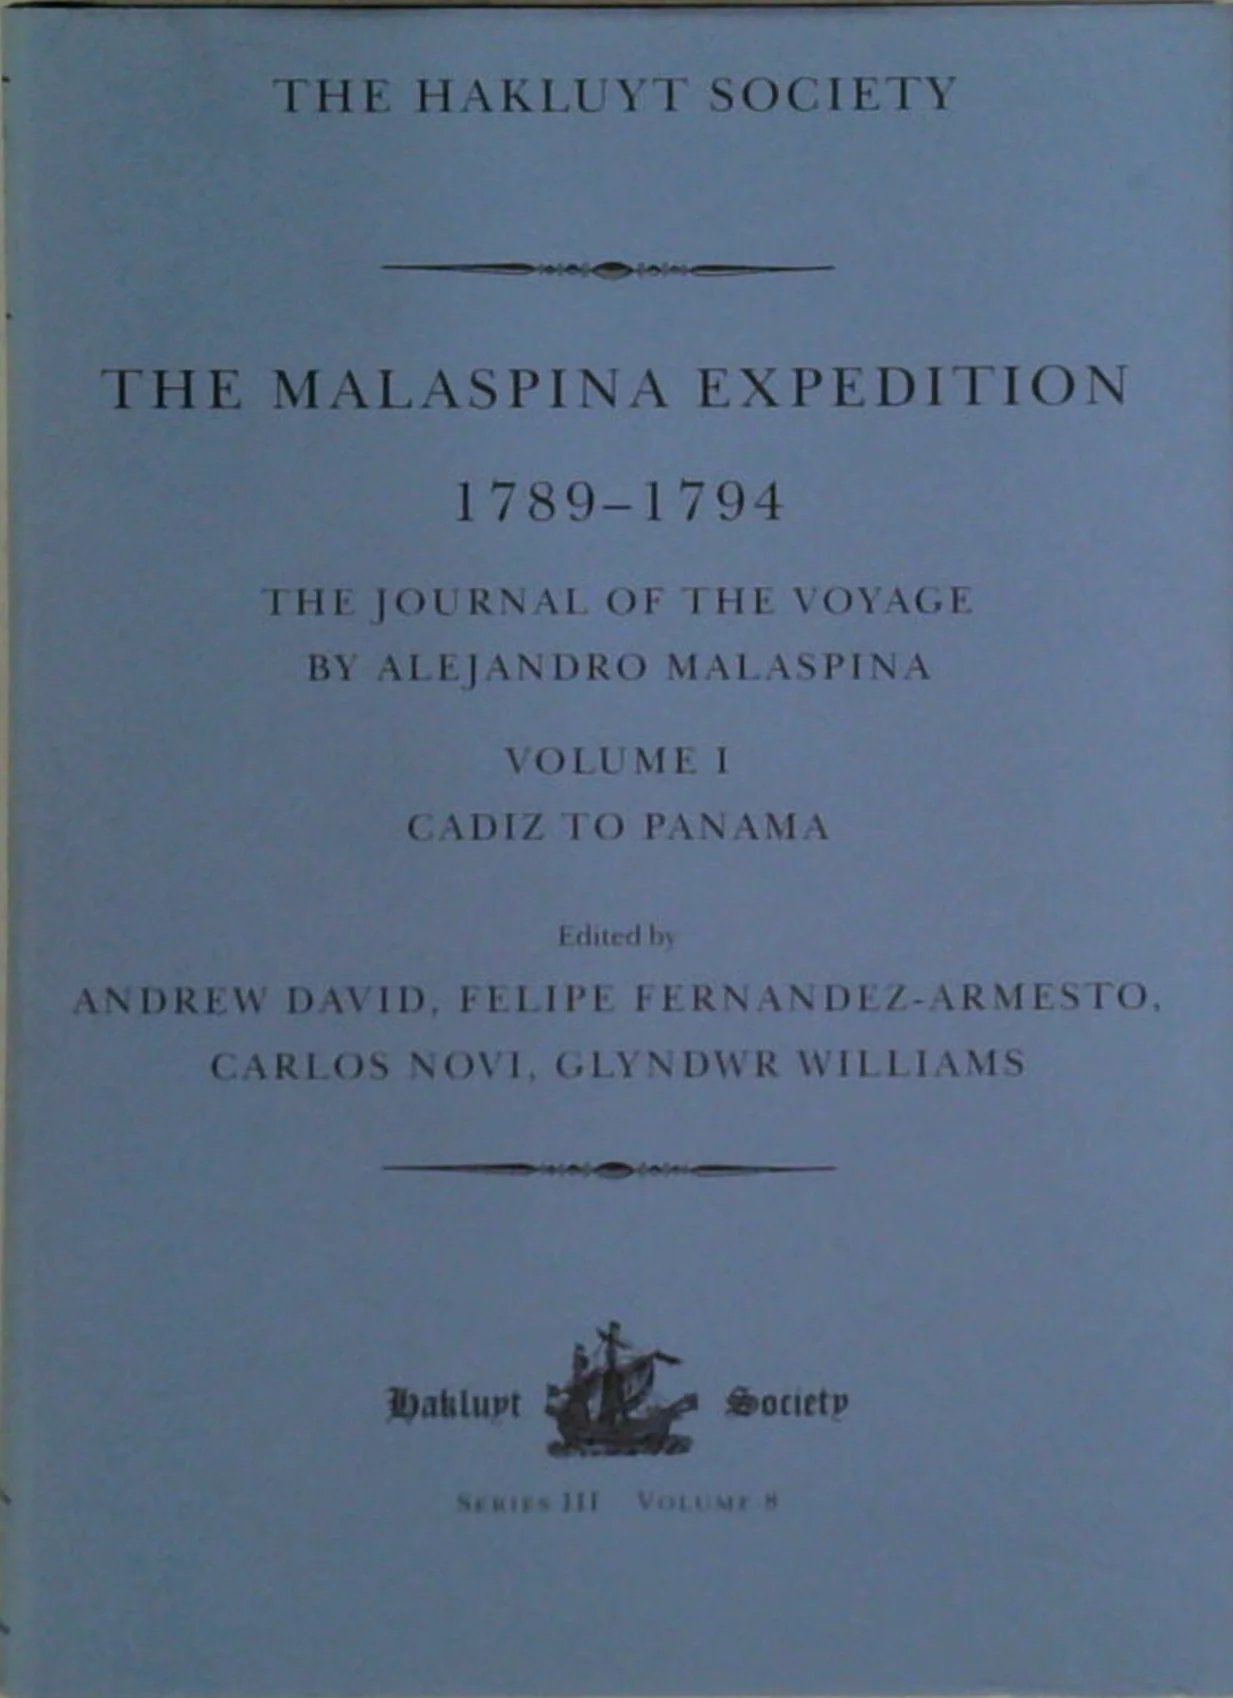 THE HAKLUYT SOCIETY
THE MALASPINA EXPEDITION
1789–1794
THE JOURNAL OF THE VOYAGE
BY ALEJANDRO MALASPINA
VOLUME I
CADIZ TO PANAMA
Edited by
ANDREW DAVID, FELIPE FERNANDEZ-ARMESTO,
CARLOS NOVI, GLYNDWR WILLIAMS
Hakluyt Society
SERIES III VOLUME 8